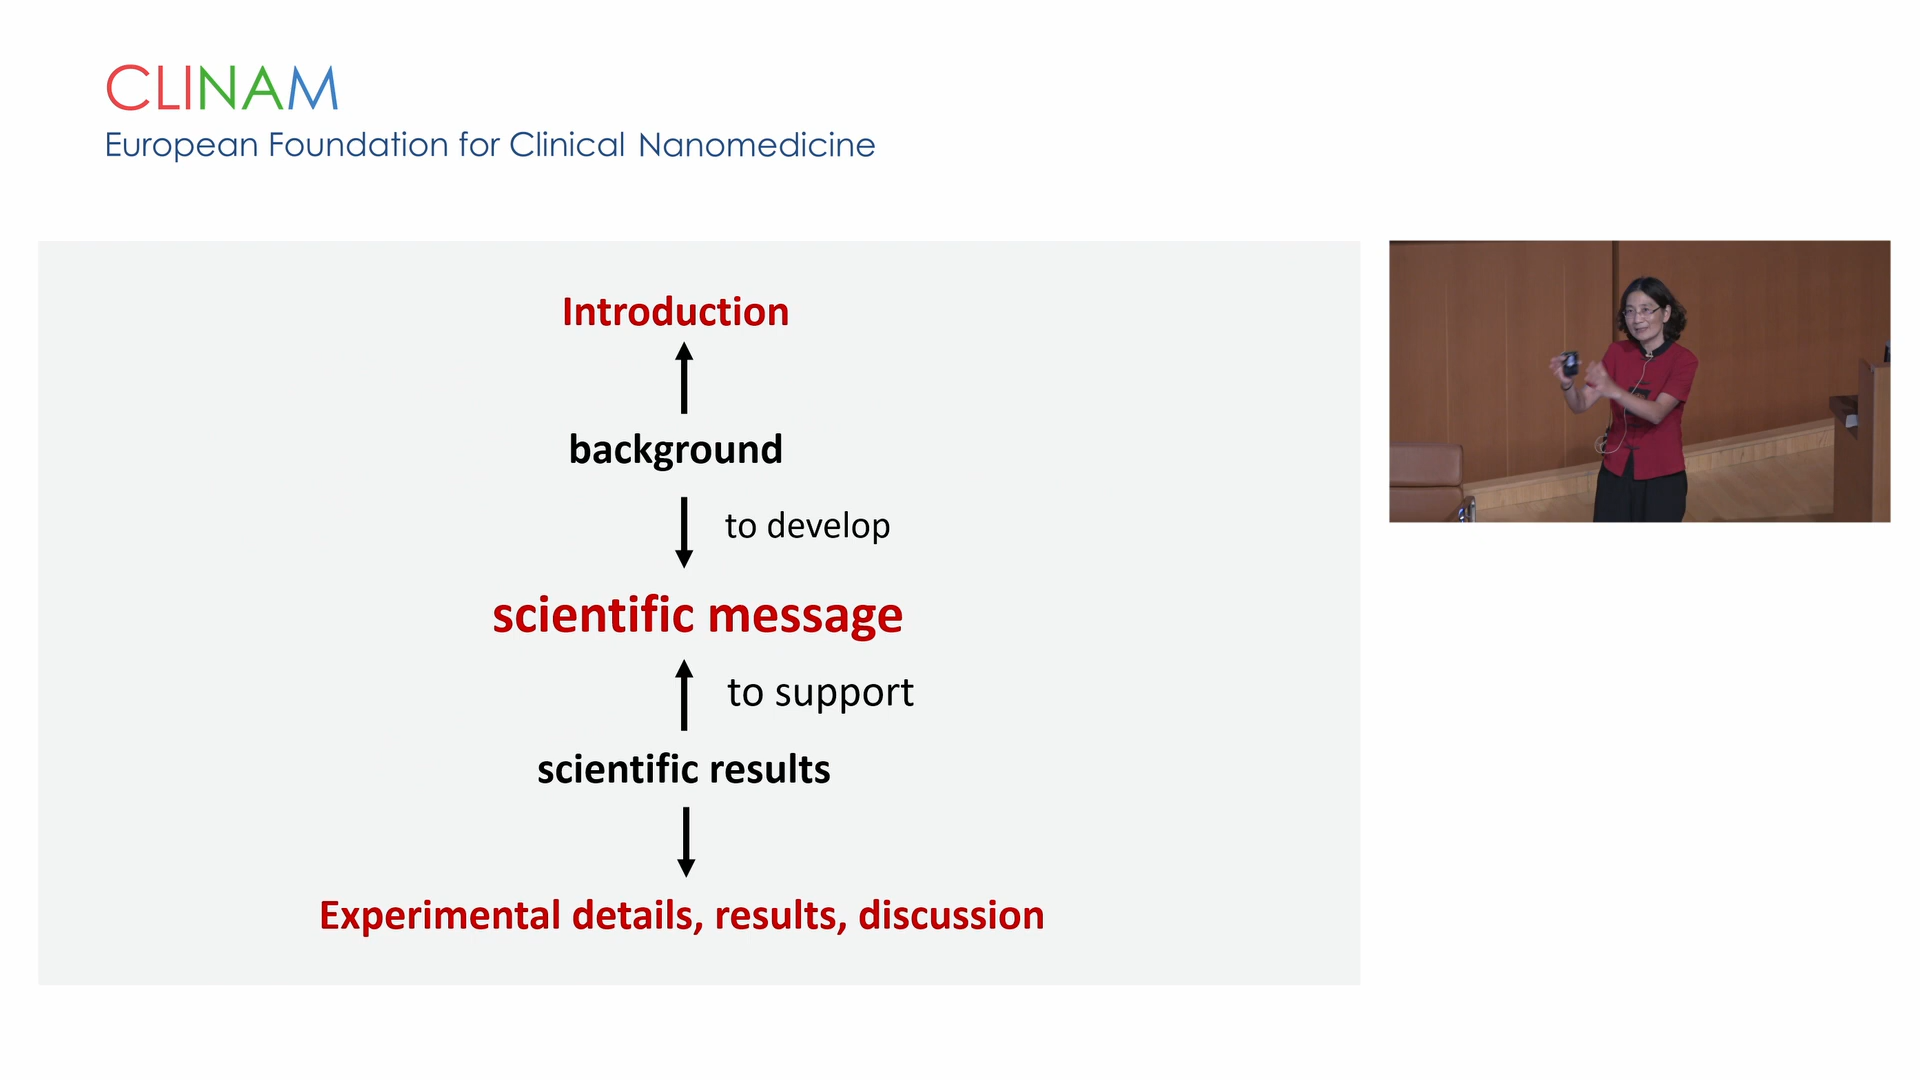 CLINAM
European Foundation for Clinical Nanomedicine
Introduction
background
to develop
scientific message
to support
scientific results
Experimental details, results, discussion